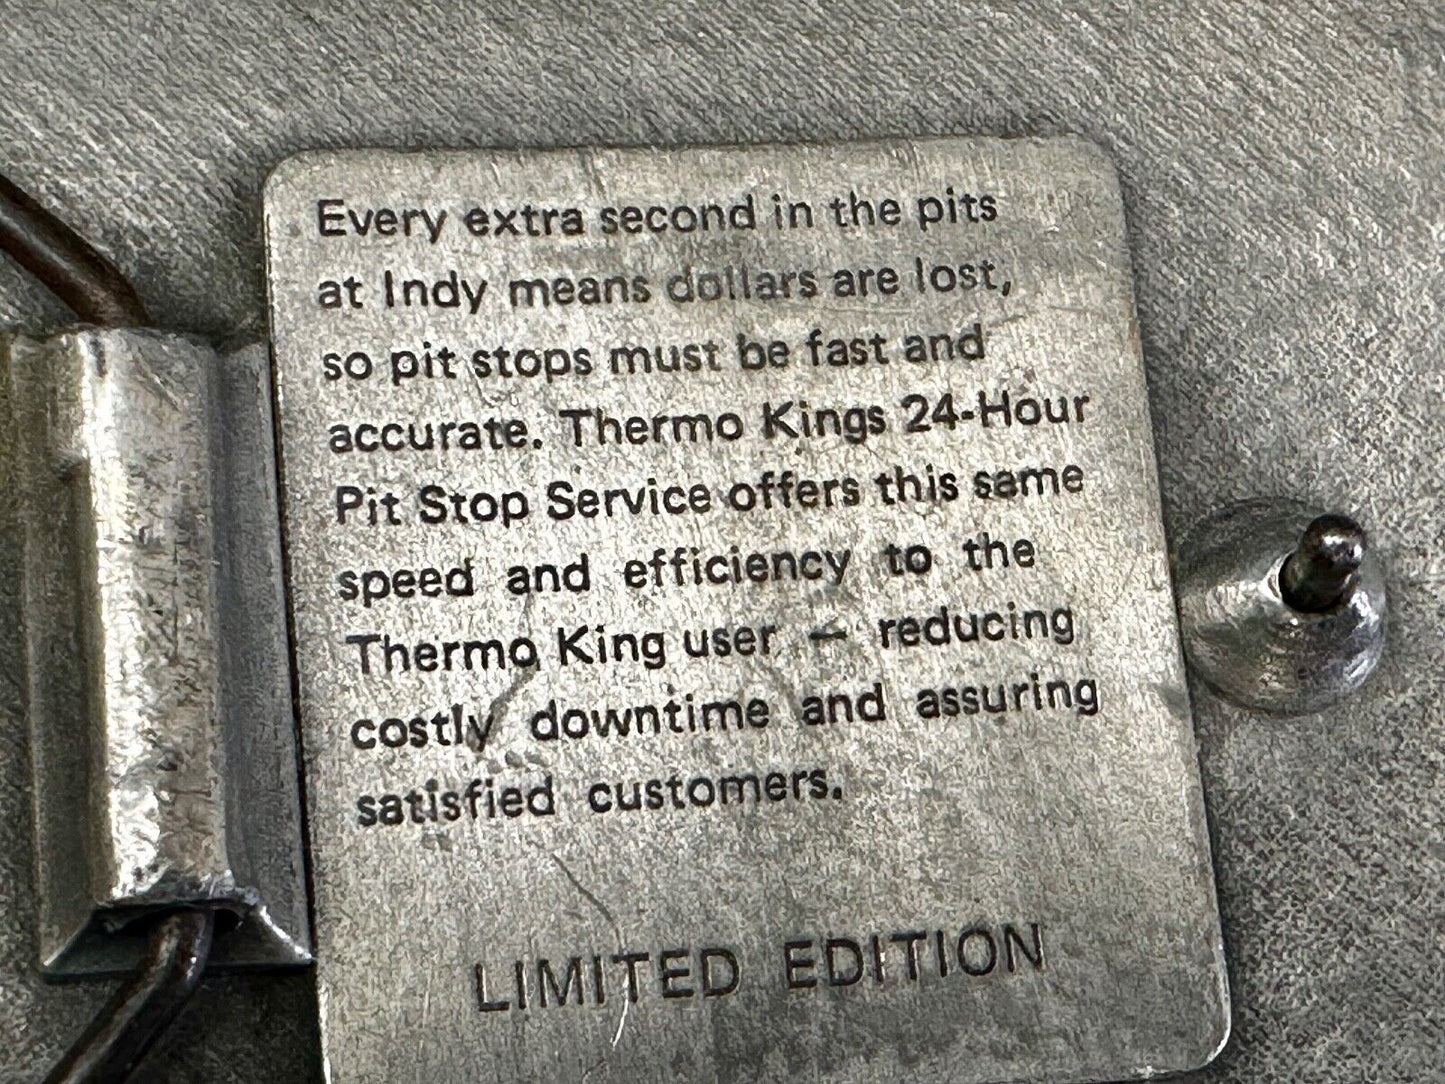 Every extra second in the pits
at Indy means dollars are lost,
so pit stops must be fast and
accurate. Thermo Kings 24-Hour
Pit Stop Service offers this same
speed and efficiency to the
Thermo King user — reducing
costly downtime and assuring
satisfied customers.
LIMITED EDITION